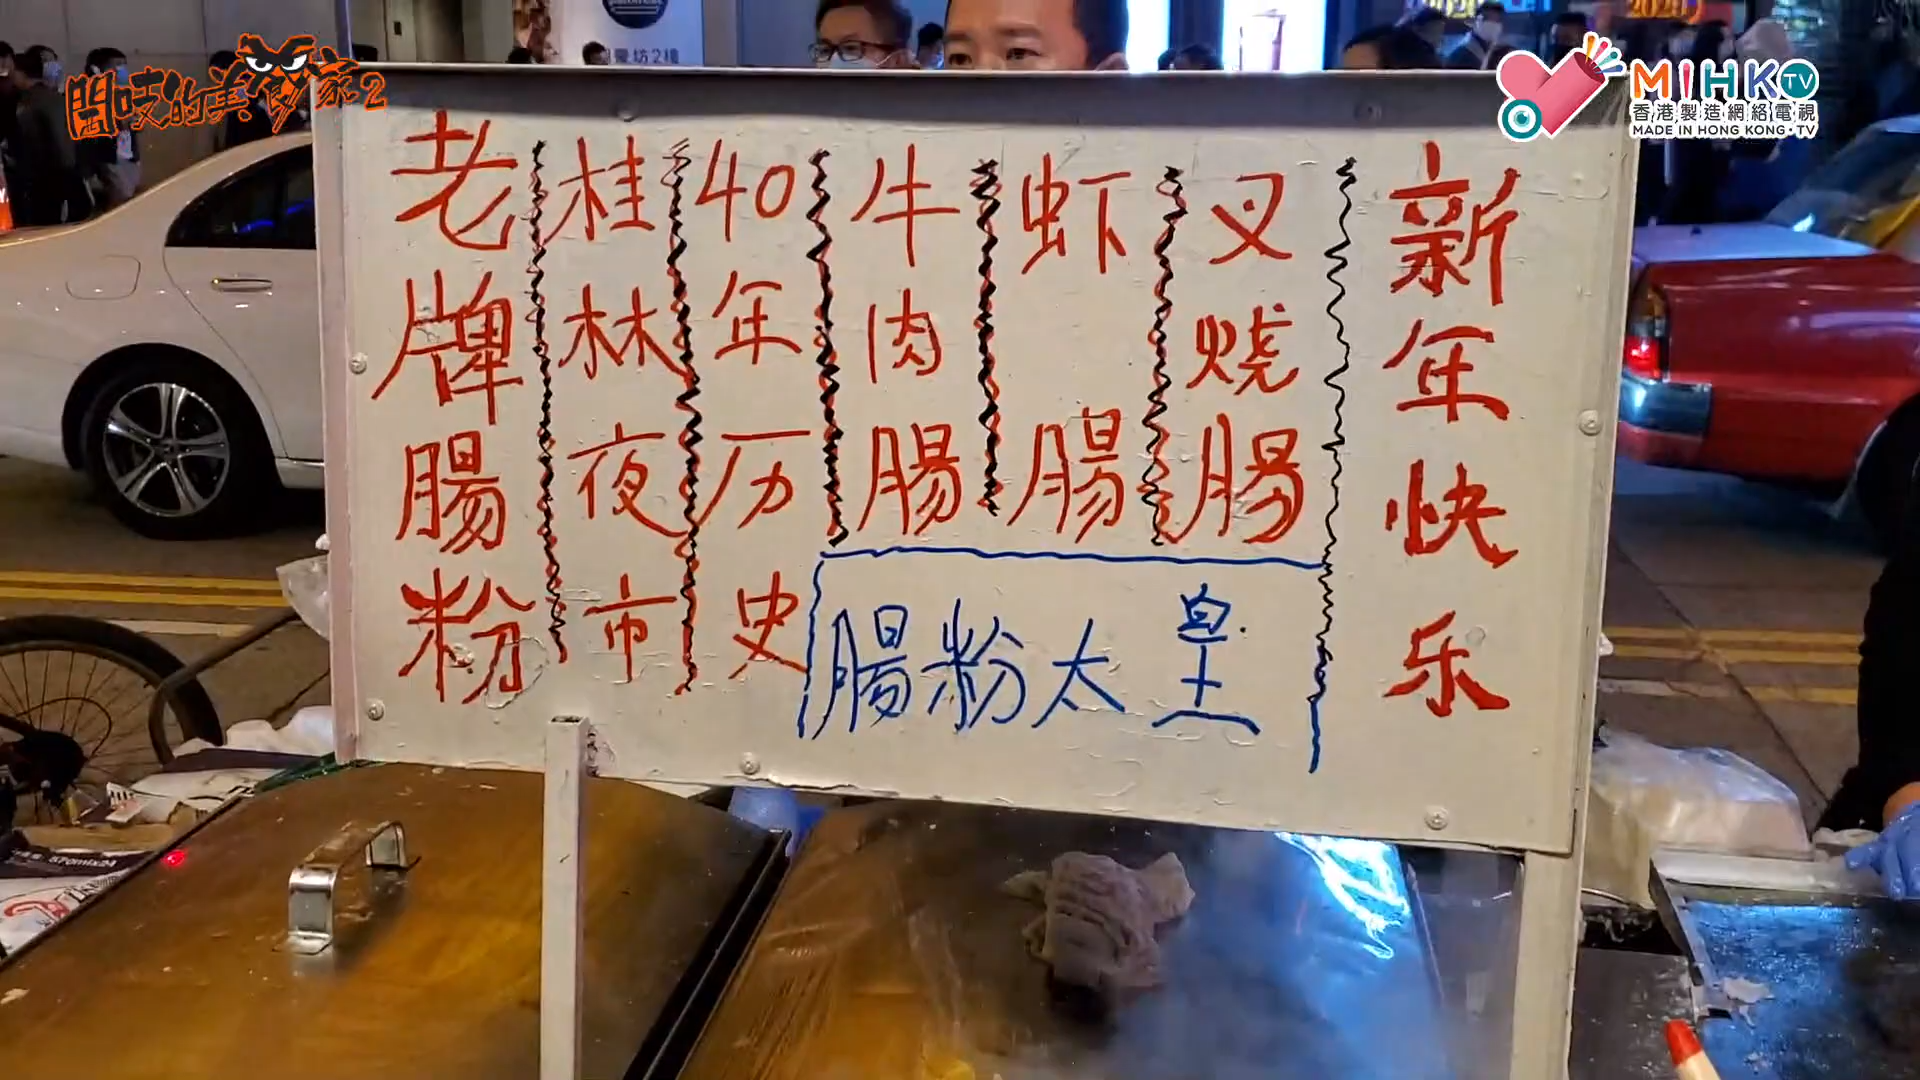 開吱的美食家2
MIHK TV
香港製造網絡電視
MADE IN HONG KONG · TV
老牌腸粉
桂林夜市
40年历史
牛肉腸
虾腸
叉烧腸
新年快乐
腸粉太皇